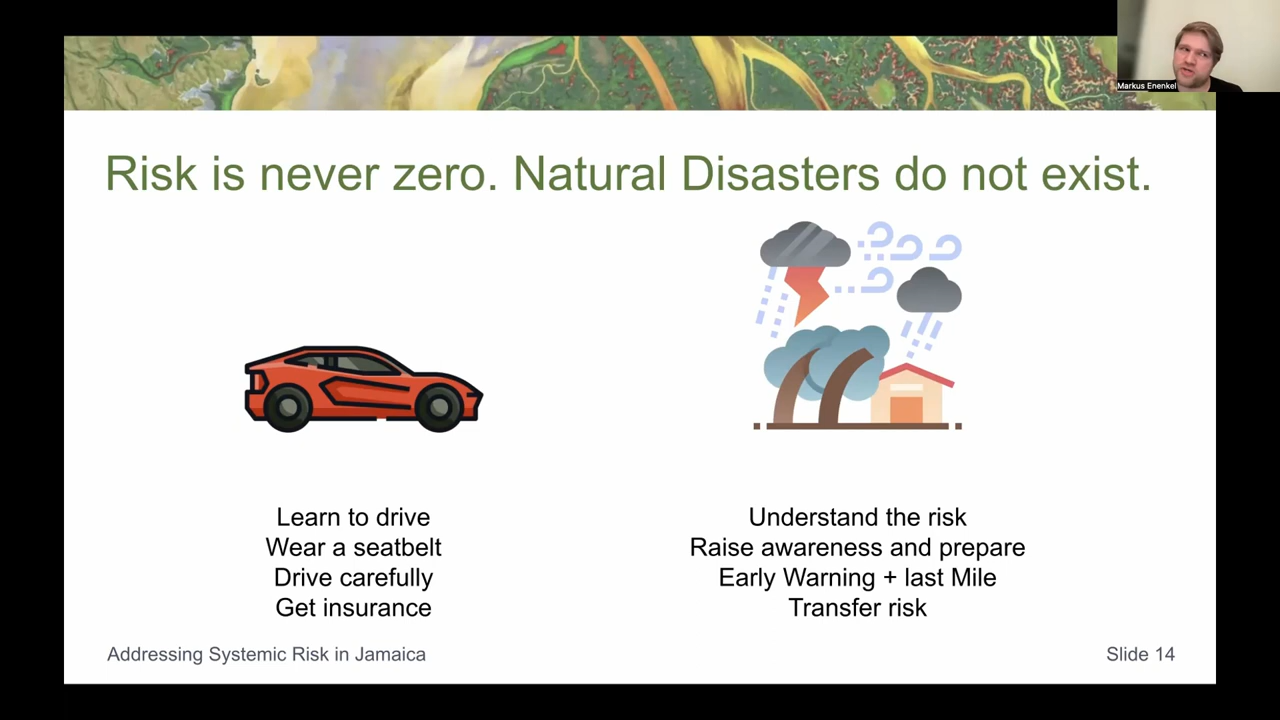 Markus Enenkel
Risk is never zero. Natural Disasters do not exist.
Learn to drive
Wear a seatbelt
Drive carefully
Get insurance
Understand the risk
Raise awareness and prepare
Early Warning + last Mile
Transfer risk
Addressing Systemic Risk in Jamaica
Slide 14